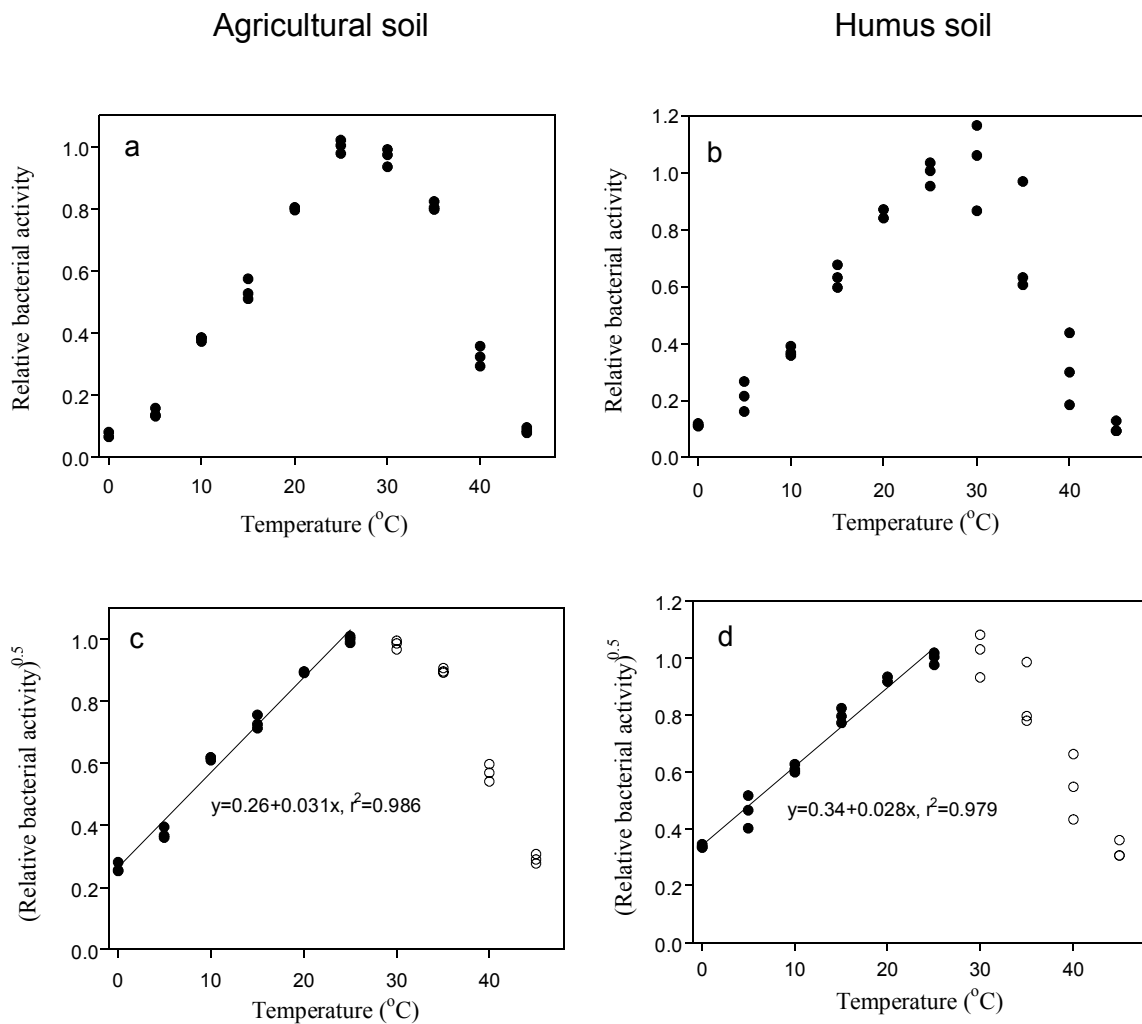 Agricultural soil
Humus soil
a
Relative bacterial activity
1.0
0.8
0.6
0.4
0.2
0.0
0 10 20 30 40
Temperature (°C)
b
Relative bacterial activity
1.2
1.0
0.8
0.6
0.4
0.2
0.0
0 10 20 30 40
Temperature (°C)
c
(Relative bacterial activity)^0.5
1.0
0.8
0.6
0.4
0.2
0.0
y=0.26+0.031x, r²=0.986
0 10 20 30 40
Temperature (°C)
d
(Relative bacterial activity)^0.5
1.2
1.0
0.8
0.6
0.4
0.2
0.0
y=0.34+0.028x, r²=0.979
0 10 20 30 40
Temperature (°C)